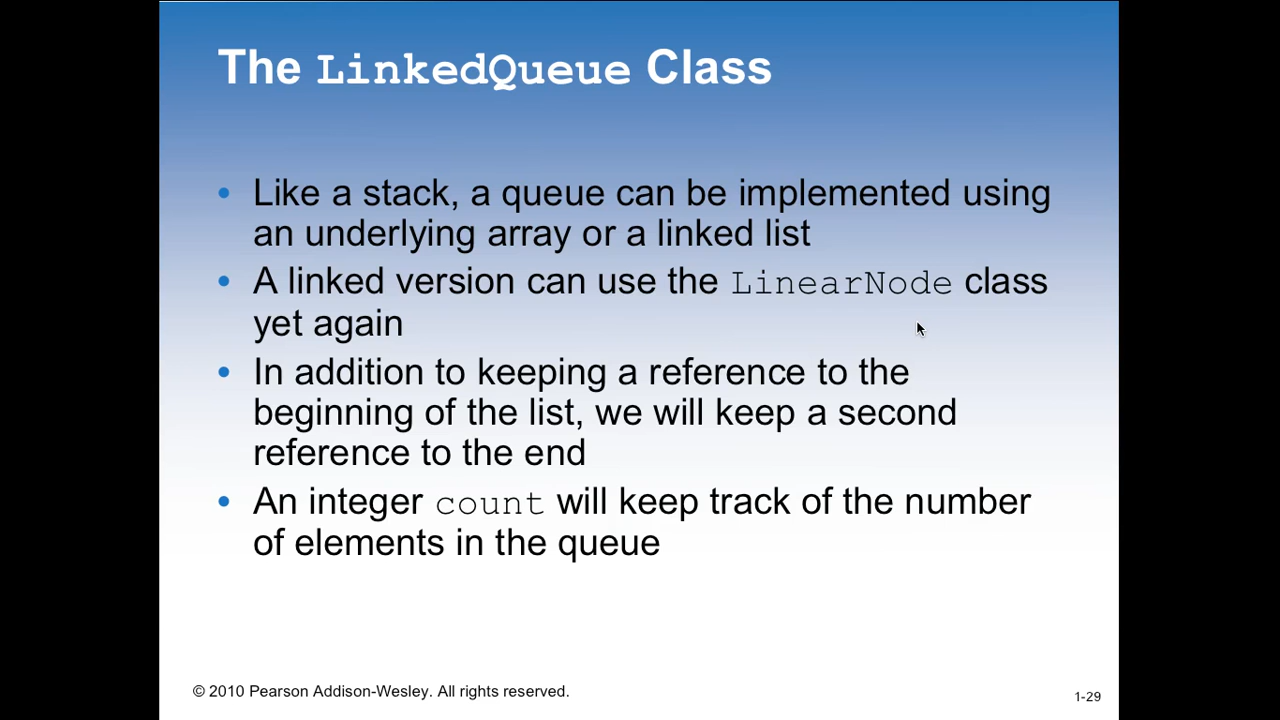 The LinkedQueue Class
• Like a stack, a queue can be implemented using
an underlying array or a linked list
• A linked version can use the LinearNode class
yet again
• In addition to keeping a reference to the
beginning of the list, we will keep a second
reference to the end
• An integer count will keep track of the number
of elements in the queue
© 2010 Pearson Addison-Wesley. All rights reserved.
1-29